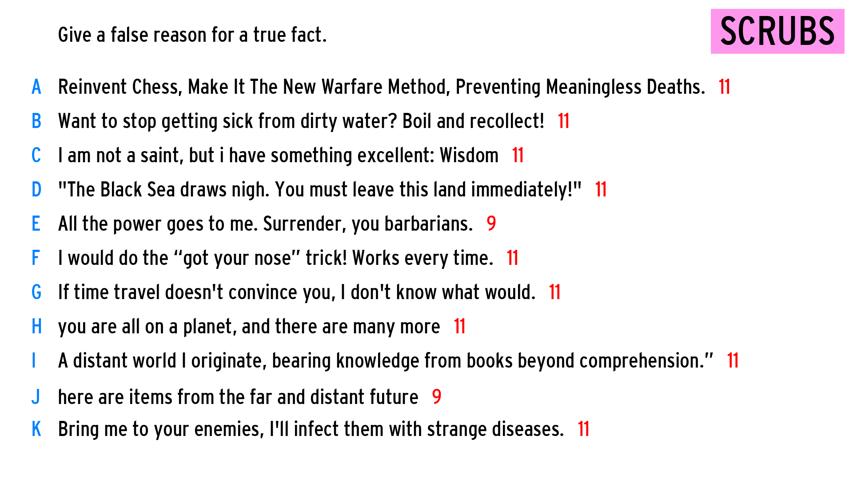 Give a false reason for a true fact.
SCRUBS
A Reinvent Chess, Make It The New Warfare Method, Preventing Meaningless Deaths. 11
B Want to stop getting sick from dirty water? Boil and recollect! 11
C I am not a saint, but i have something excellent: Wisdom 11
D "The Black Sea draws nigh. You must leave this land immediately!" 11
E All the power goes to me. Surrender, you barbarians. 9
F I would do the “got your nose” trick! Works every time. 11
G If time travel doesn't convince you, I don't know what would. 11
H you are all on a planet, and there are many more 11
I A distant world I originate, bearing knowledge from books beyond comprehension.” 11
J here are items from the far and distant future 9
K Bring me to your enemies, I'll infect them with strange diseases. 11